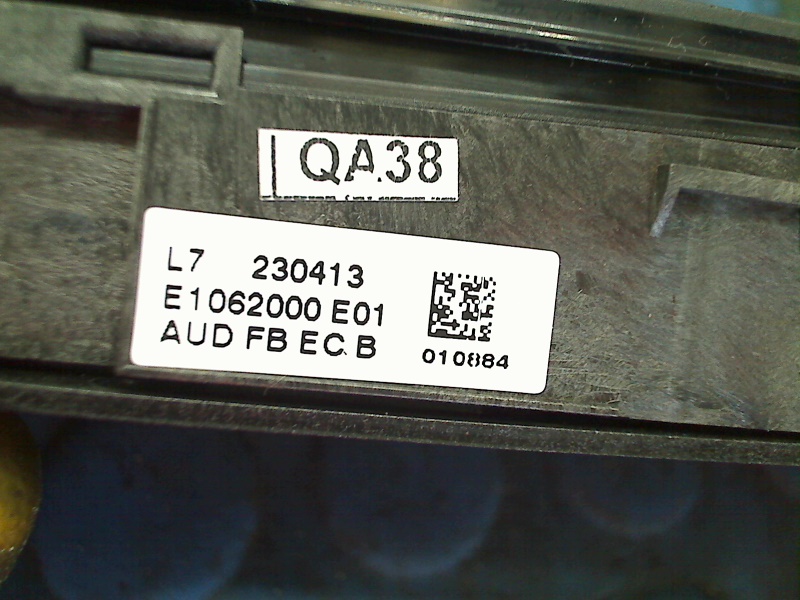 QA38
L7 230413
E1062000 E01
AUD FB EC B
010884